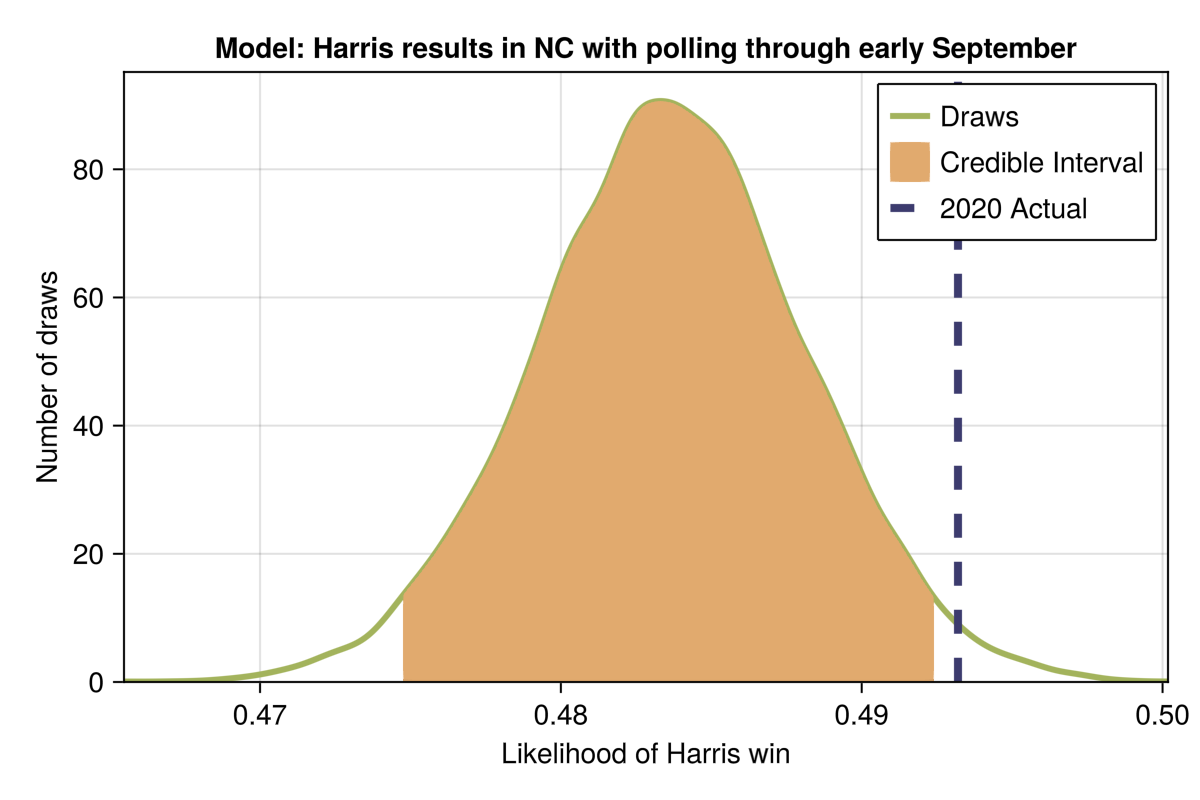 Model: Harris results in NC with polling through early September
Draws
Credible Interval
2020 Actual
Number of draws
80
60
40
20
0
0.47 0.48 0.49 0.50
Likelihood of Harris win